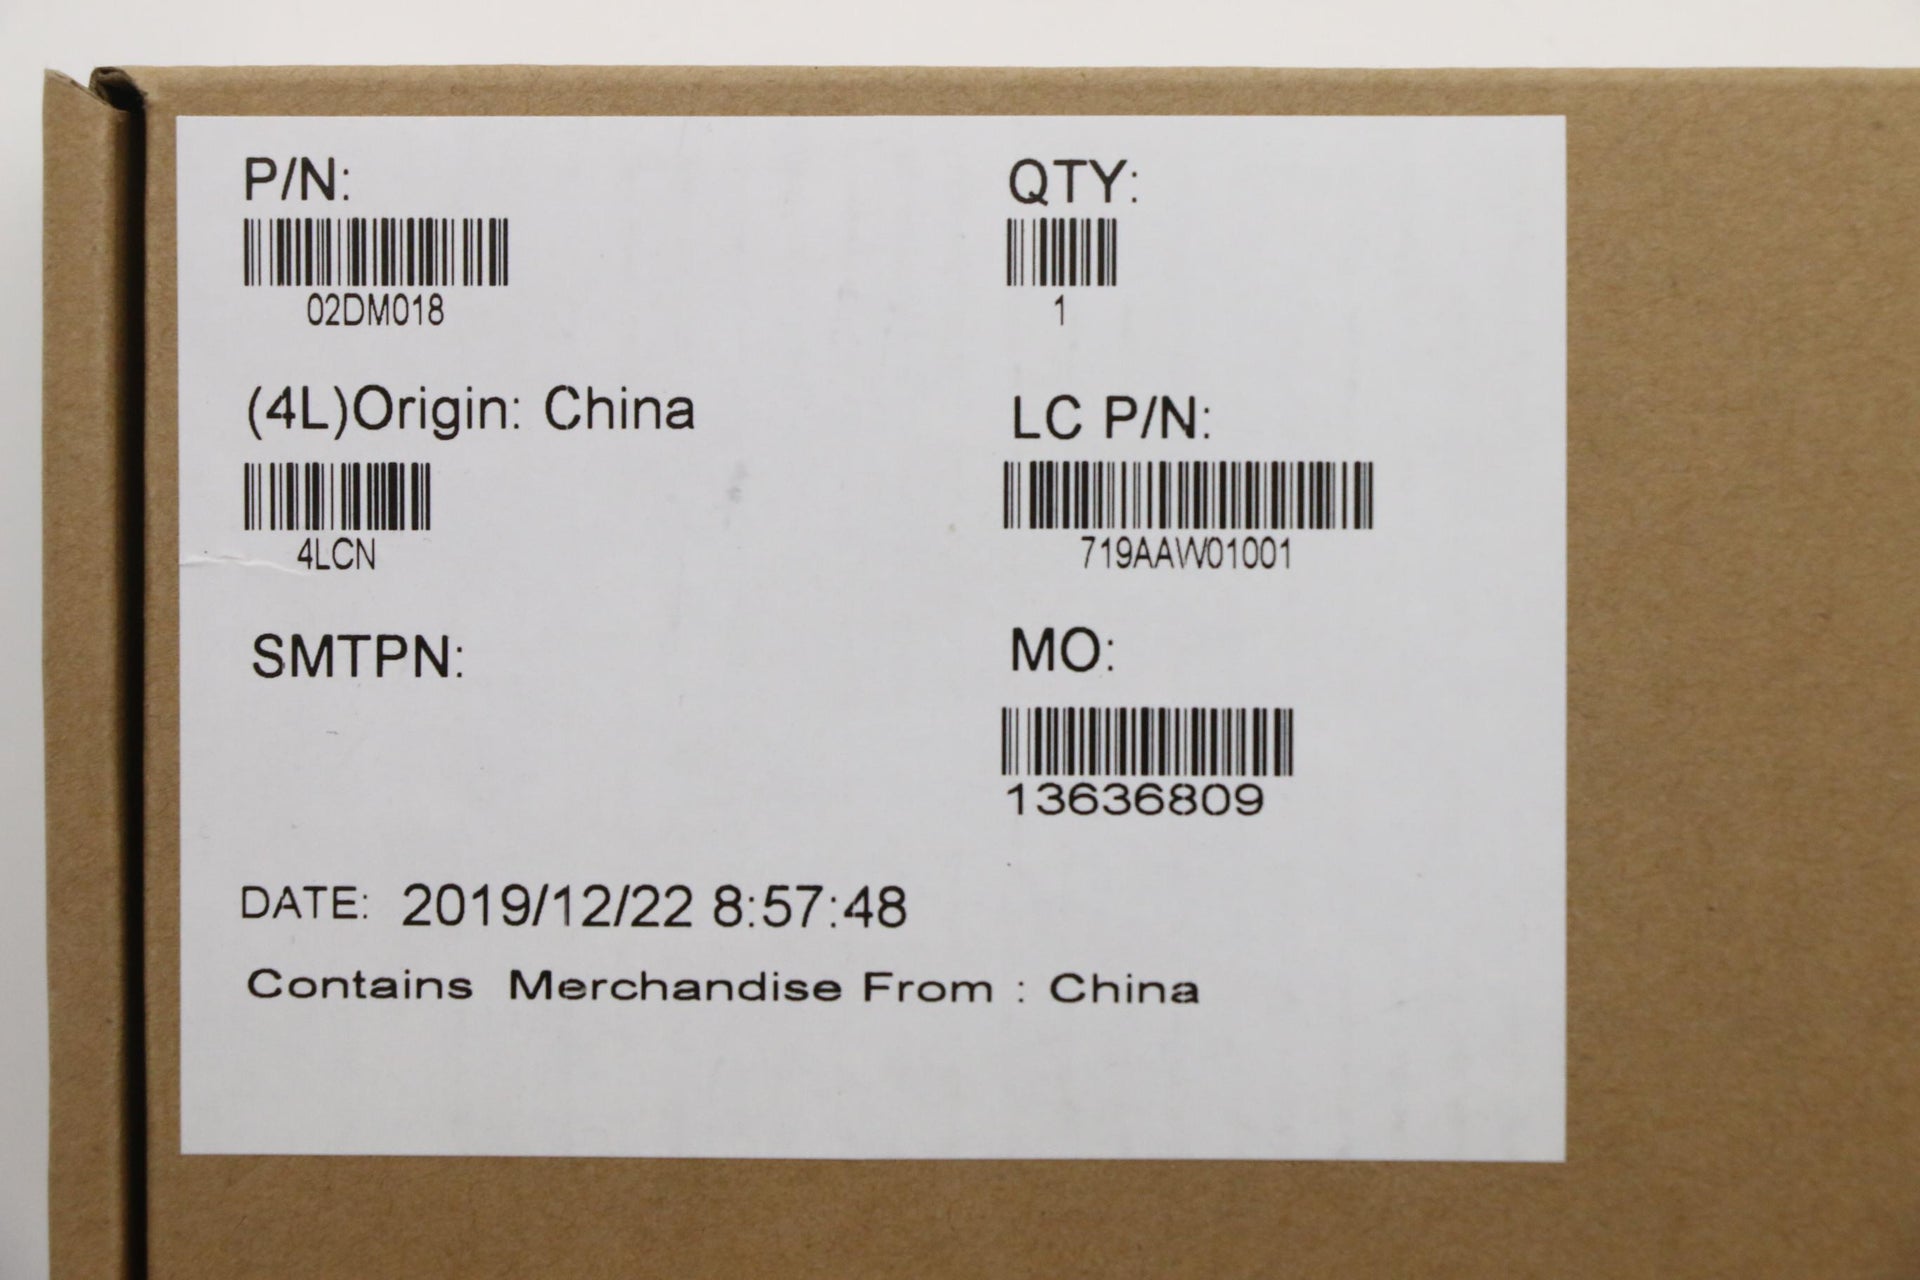 P/N:
02DM018
QTY:
1
(4L)Origin: China
4LCN
LC P/N:
719AAW01001
SMTPN:
MO:
13636809
DATE: 2019/12/22 8:57:48
Contains Merchandise From : China